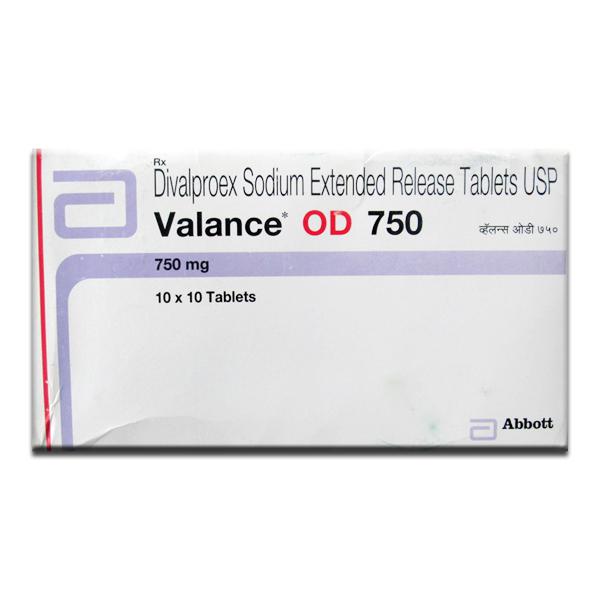 Rx
Divalproex Sodium Extended Release Tablets USP
Valance* OD 750 व्हॅलन्स ओडी ७५०
750 mg
10 x 10 Tablets
Abbott